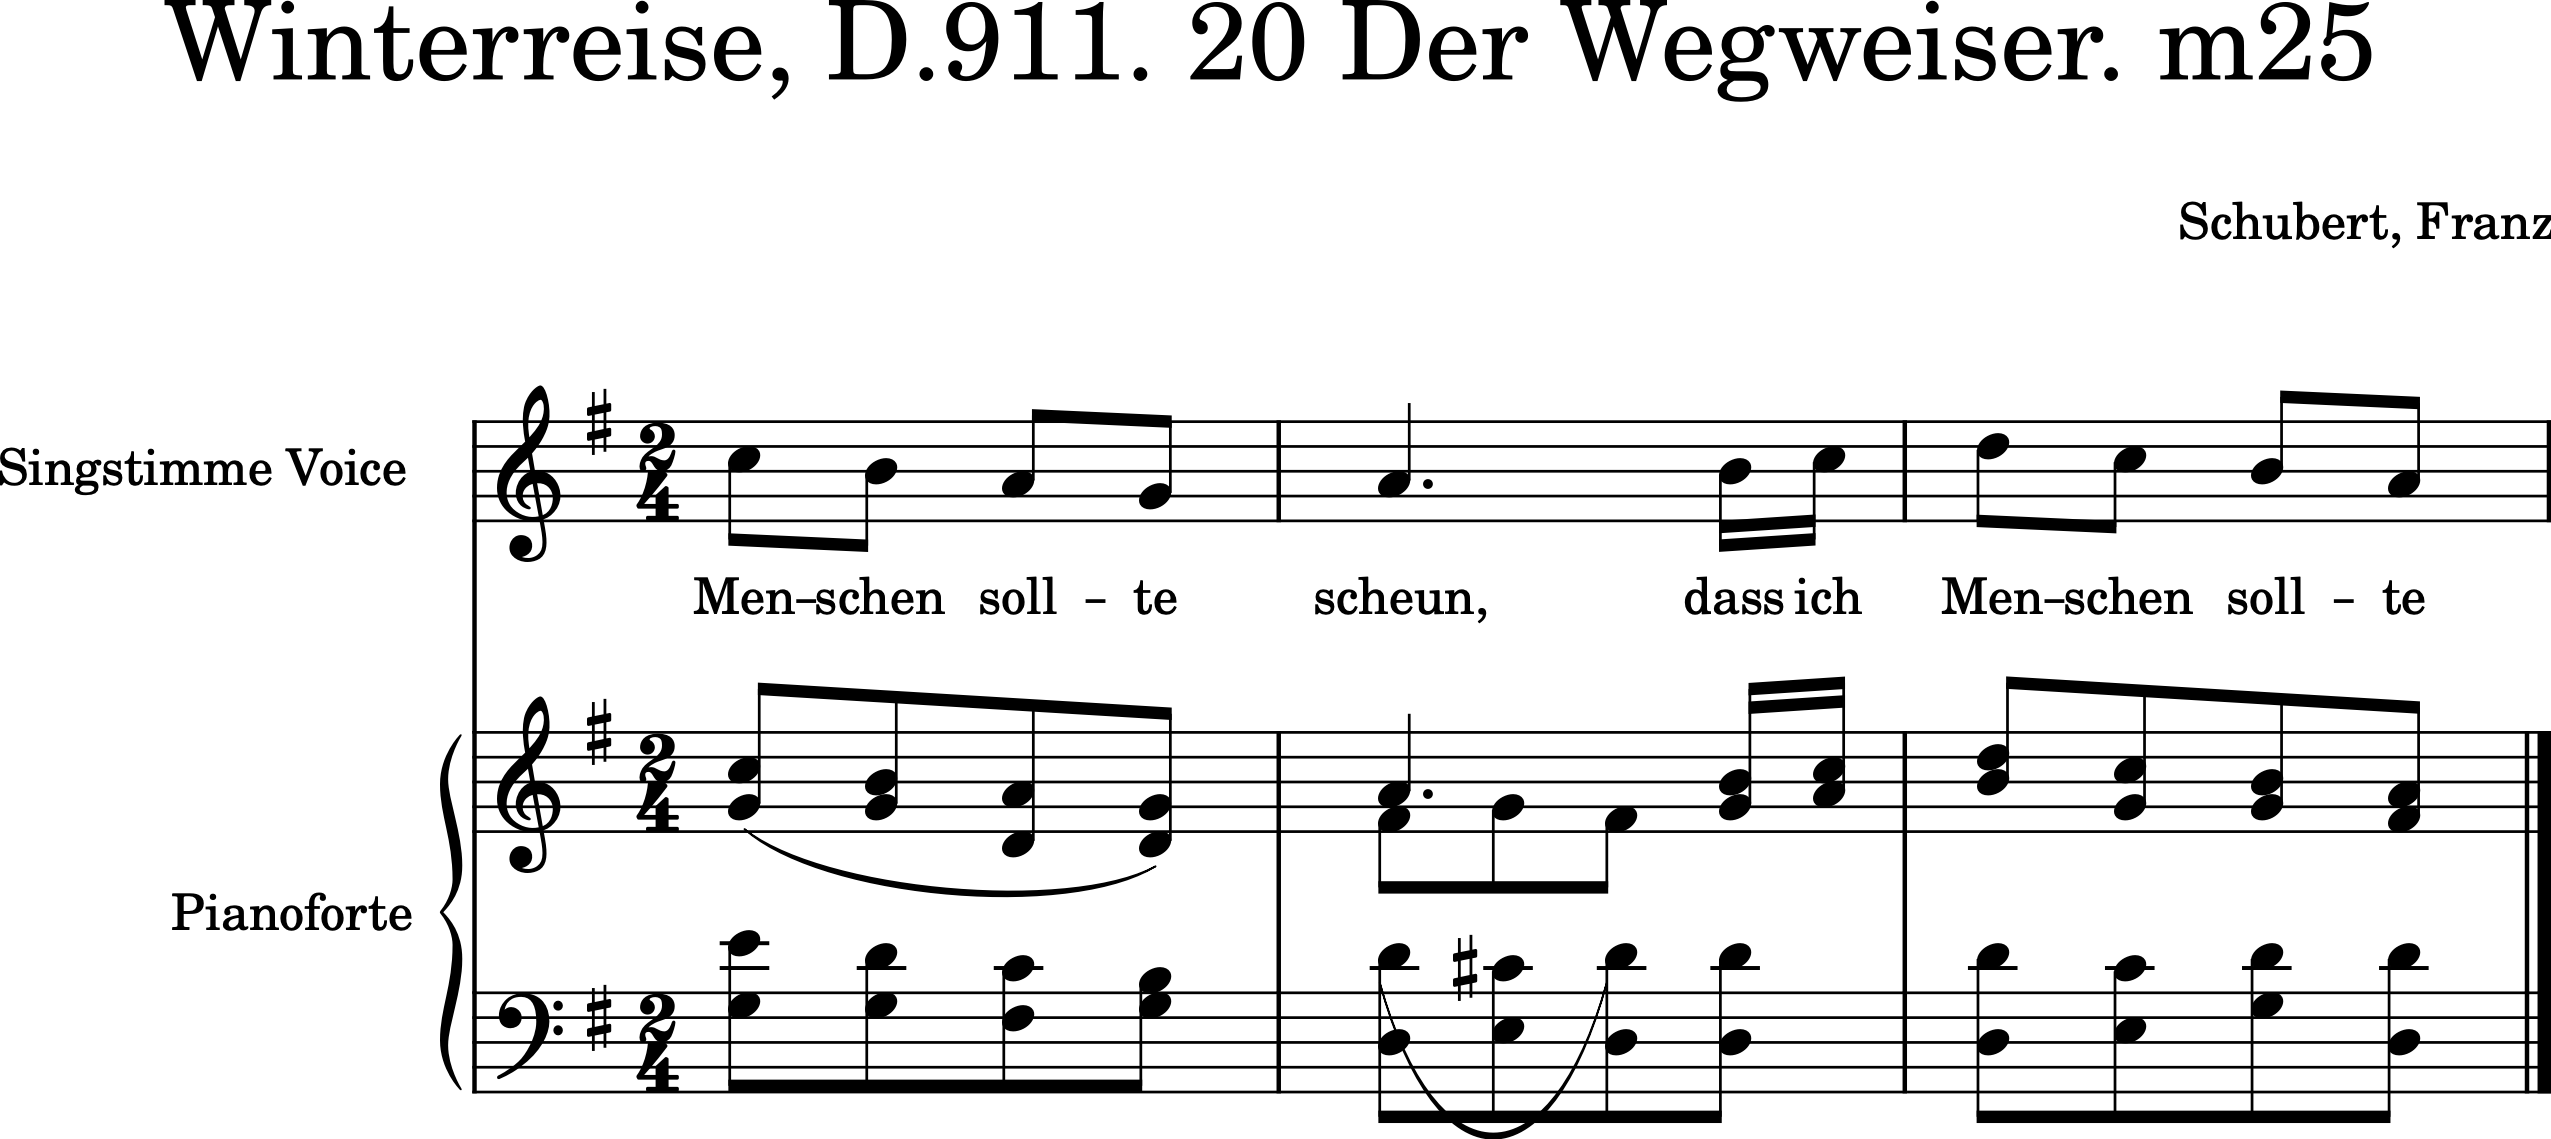 Winterreise, D.911. 20 Der Wegweiser. m25
Schubert, Franz
Singstimme Voice
Men-schen soll - te scheun, dass ich Men-schen soll - te
Pianoforte